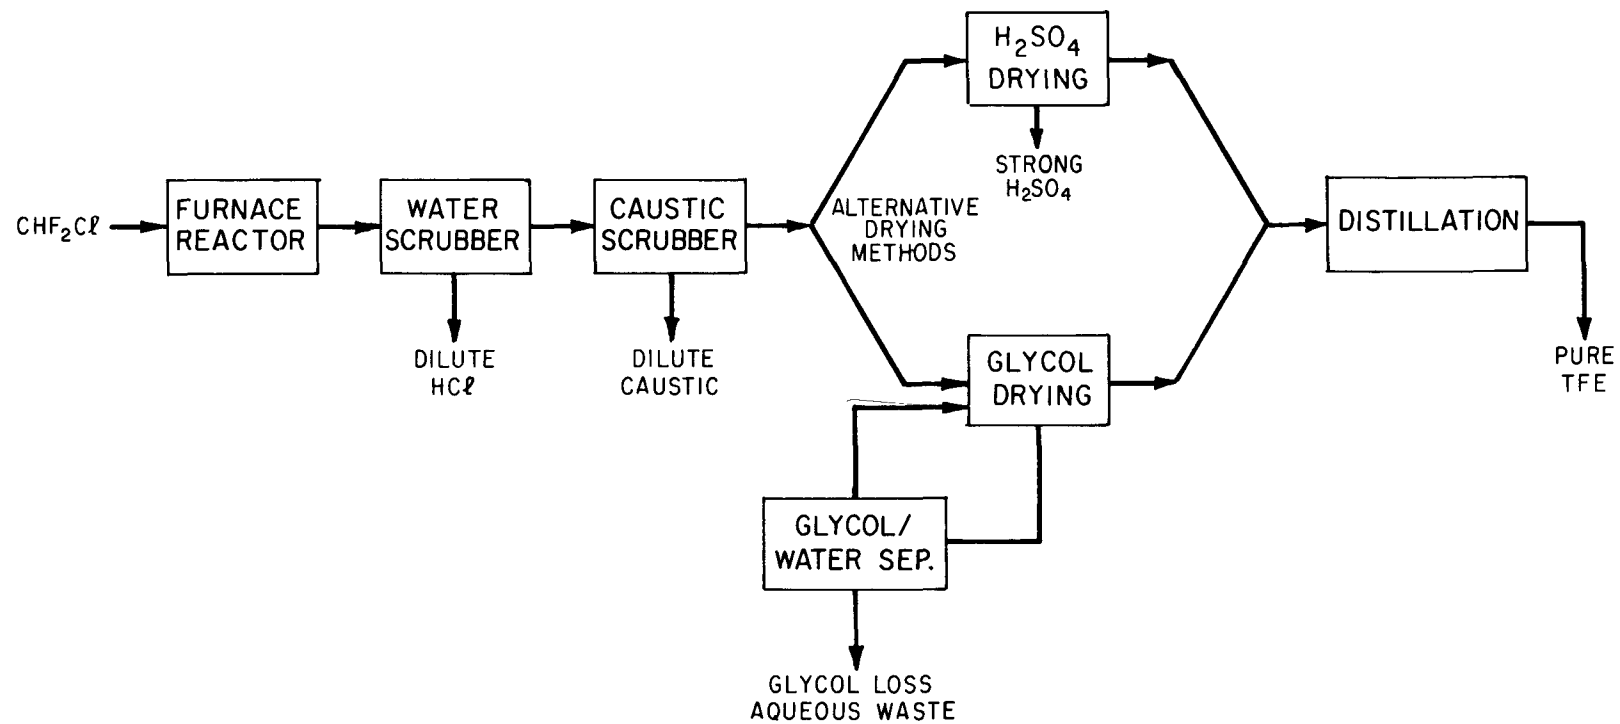 CHF₂Cℓ
FURNACE
REACTOR
WATER
SCRUBBER
DILUTE
HCℓ
CAUSTIC
SCRUBBER
DILUTE
CAUSTIC
ALTERNATIVE
DRYING
METHODS
H₂SO₄
DRYING
STRONG
H₂SO₄
GLYCOL
DRYING
GLYCOL/
WATER SEP.
GLYCOL LOSS
AQUEOUS WASTE
DISTILLATION
PURE
TFE